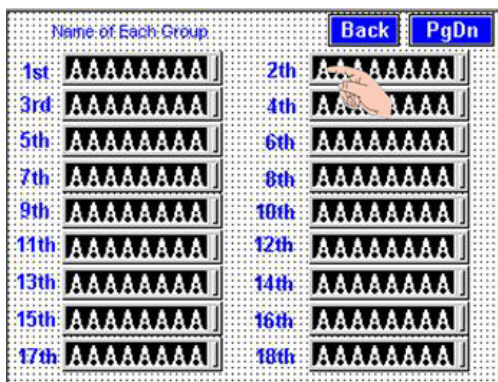 Name of Each Group Back PgDn
1st AAAAAAAA 2th AAAAAAAA
3rd AAAAAAAA 4th AAAAAAAA
5th AAAAAAAA 6th AAAAAAAA
7th AAAAAAAA 8th AAAAAAAA
9th AAAAAAAA 10th AAAAAAAA
11th AAAAAAAA 12th AAAAAAAA
13th AAAAAAAA 14th AAAAAAAA
15th AAAAAAAA 16th AAAAAAAA
17th AAAAAAAA 18th AAAAAAAA